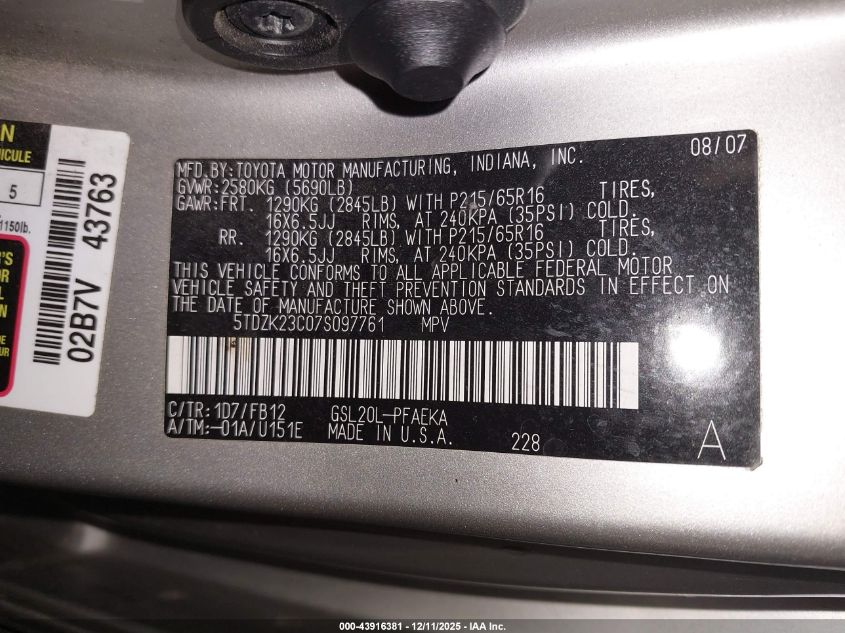 N
HICULE
5
1150lb.
'S
OR
L
N
E
UR
02B7V 43763
MFD.BY:TOYOTA MOTOR MANUFACTURING, INDIANA, INC. 08/07
GVWR:2580KG (5690LB)
GAWR:FRT. 1290KG (2845LB) WITH P215/65R16 TIRES,
16X6.5JJ RIMS, AT 240KPA (35PSI) COLD.
RR. 1290KG (2845LB) WITH P215/65R16 TIRES,
16X6.5JJ RIMS, AT 240KPA (35PSI) COLD.
THIS VEHICLE CONFORMS TO ALL APPLICABLE FEDERAL MOTOR
VEHICLE SAFETY AND THEFT PREVENTION STANDARDS IN EFFECT ON
THE DATE OF MANUFACTURE SHOWN ABOVE.
5TDZK23C07S097761 MPV
C/TR:1D7/FB12 GSL20L-PFAEKA
A/TM:-01A/U151E MADE IN U.S.A. 228 A
000-43916381 - 12/11/2025 - IAA Inc.